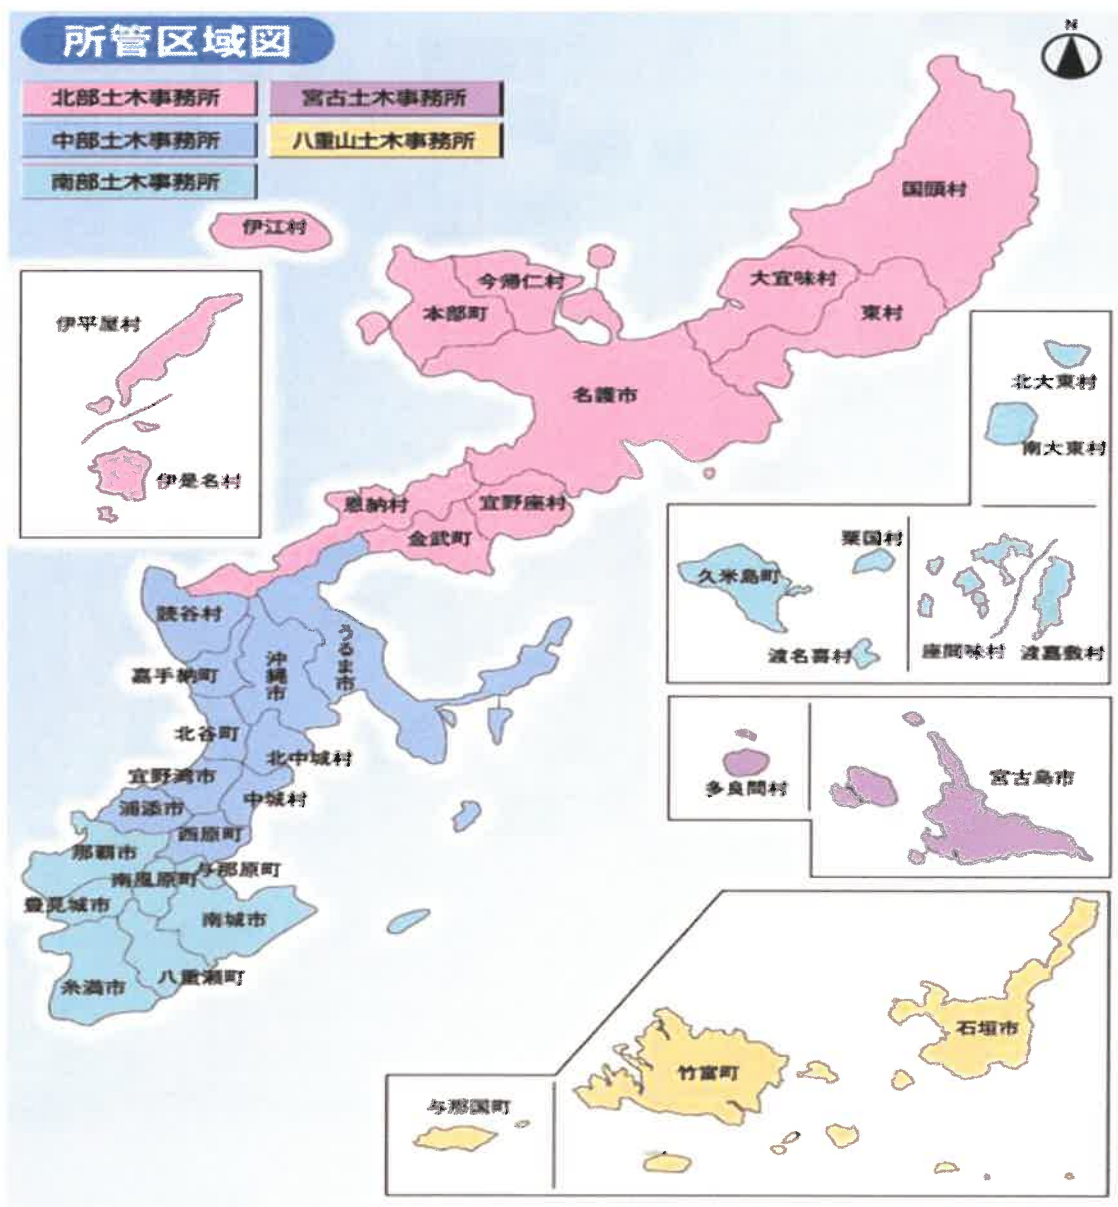 所管区域図
N
北部土木事務所
宮古土木事務所
中部土木事務所
八重山土木事務所
南部土木事務所
国頭村
伊江村
大宜味村
今帰仁村
本部町
東村
伊平屋村
名護市
北大東村
南大東村
伊是名村
恩納村
宜野座村
金武町
粟国村
久米島町
渡名喜村
座間味村
渡嘉敷村
読谷村
うるま市
沖縄市
嘉手納町
北谷町
北中城村
宜野湾市
中城村
浦添市
西原町
多良間村
宮古島市
那覇市
与那原町
南風原町
豊見城市
南城市
八重瀬町
糸満市
石垣市
竹富町
与那国町